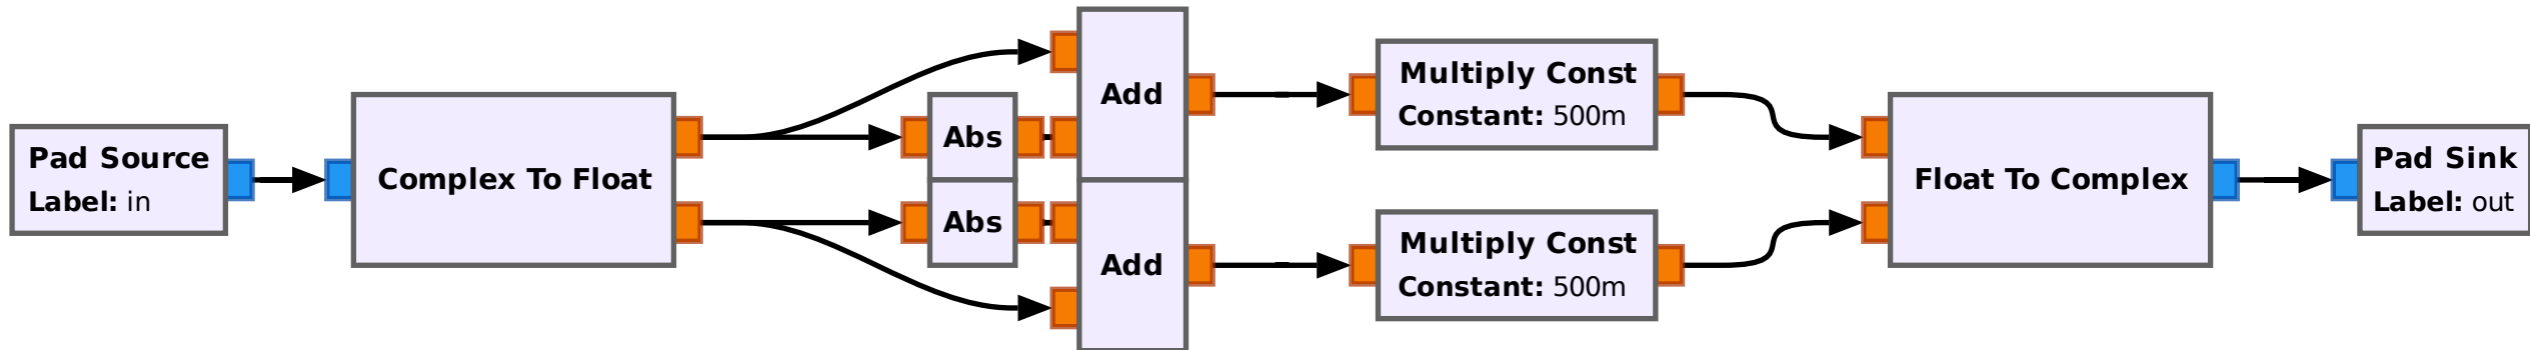 Pad Source
Label: in
Complex To Float
Abs
Abs
Add
Add
Multiply Const
Constant: 500m
Multiply Const
Constant: 500m
Float To Complex
Pad Sink
Label: out